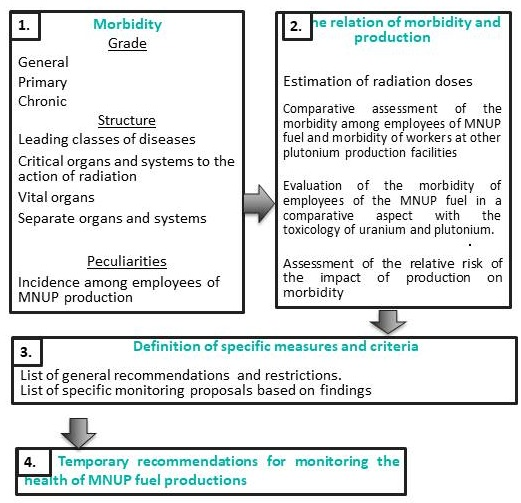 1.
Morbidity
Grade
General
Primary
Chronic
Structure
Leading classes of diseases
Critical organs and systems to the
action of radiation
Vital organs
Separate organs and systems
Peculiarities
Incidence among employees of
MNUP production
2.
he relation of morbidity and
production
Estimation of radiation doses
Comparative assessment of the
morbidity among employees of MNUP
fuel and morbidity of workers at other
plutonium production facilities
Evaluation of the morbidity of
employees of the MNUP fuel in a
comparative aspect with the
toxicology of uranium and plutonium.
.
Assessment of the relative risk of
the impact of production on
morbidity
3.
Definition of specific measures and criteria
List of general recommendations and restrictions.
List of specific monitoring proposals based on findings
4.
Temporary recommendations for monitoring the
health of MNUP fuel productions